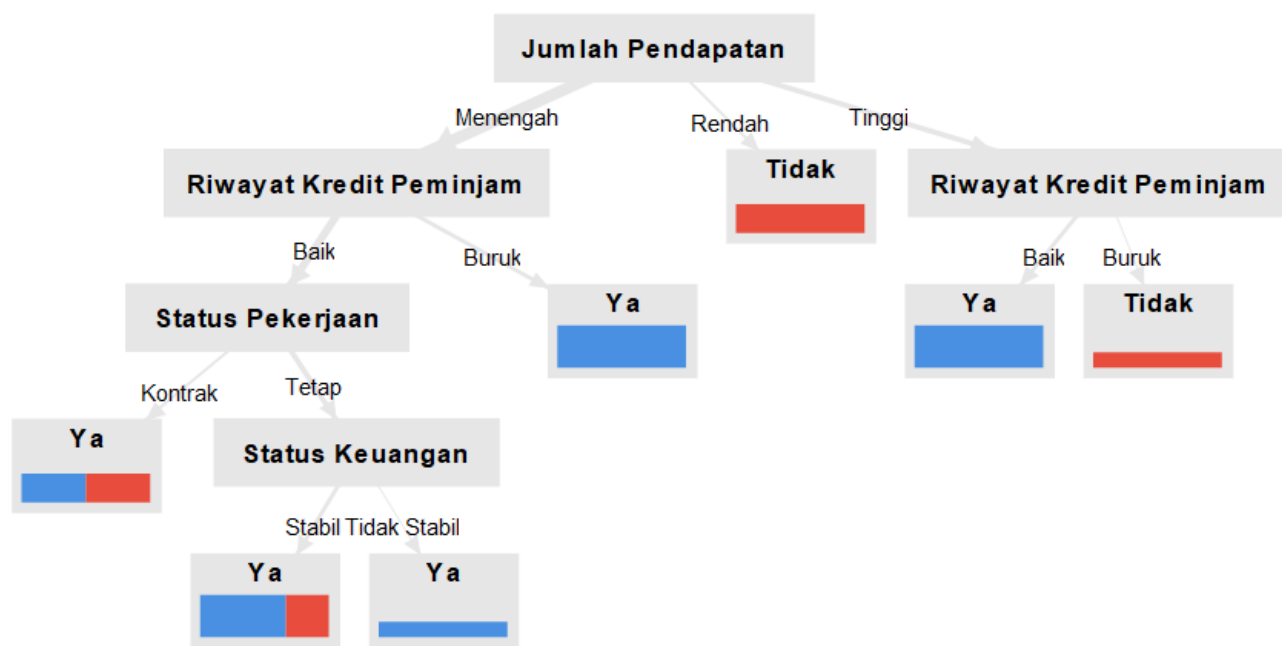 Jumlah Pendapatan
Menengah
Rendah
Tinggi
Riwayat Kredit Peminjam
Tidak
Riwayat Kredit Peminjam
Baik
Buruk
Baik
Buruk
Status Pekerjaan
Ya
Ya
Tidak
Kontrak
Tetap
Ya
Status Keuangan
Stabil
Tidak Stabil
Ya
Ya